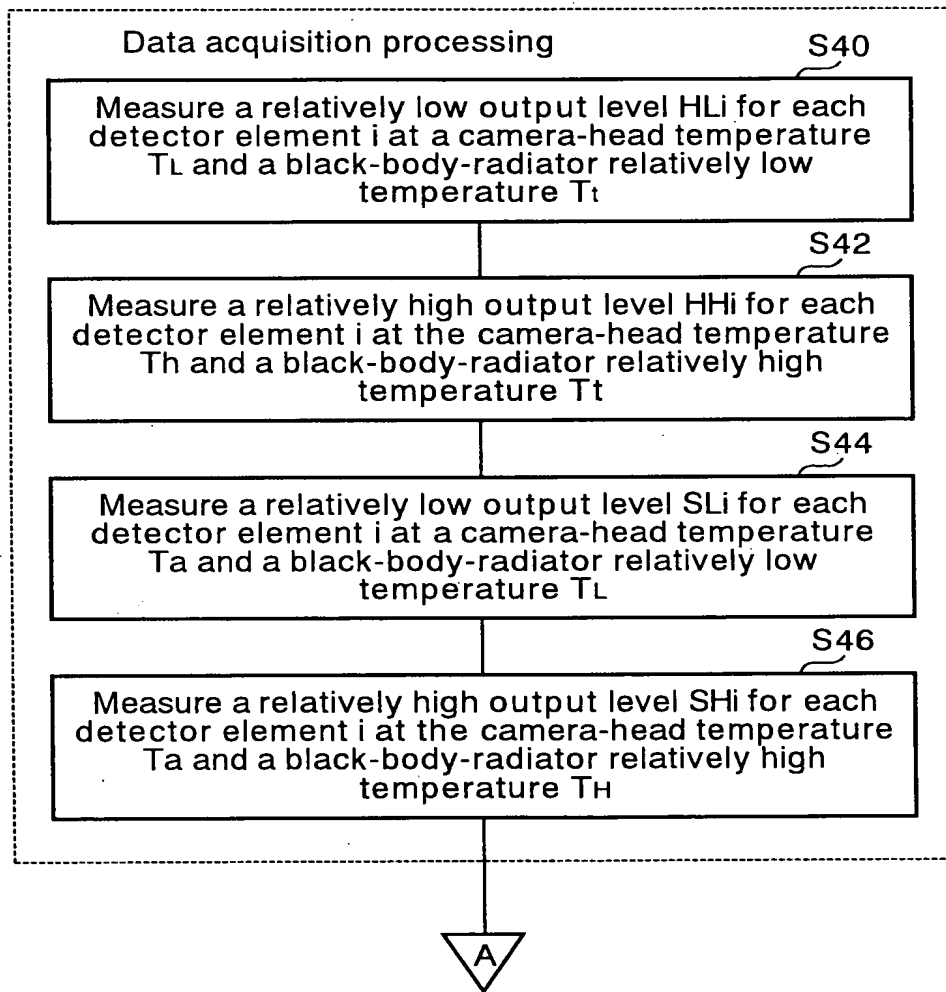 Data acquisition processing
S40
Measure a relatively low output level HLi for each
detector element i at a camera-head temperature
TL and a black-body-radiator relatively low
temperature Tt
S42
Measure a relatively high output level HHi for each
detector element i at the camera-head temperature
Th and a black-body-radiator relatively high
temperature Tt
S44
Measure a relatively low output level SLi for each
detector element i at a camera-head temperature
Ta and a black-body-radiator relatively low
temperature TL
S46
Measure a relatively high output level SHi for each
detector element i at the camera-head temperature
Ta and a black-body-radiator relatively high
temperature TH
A